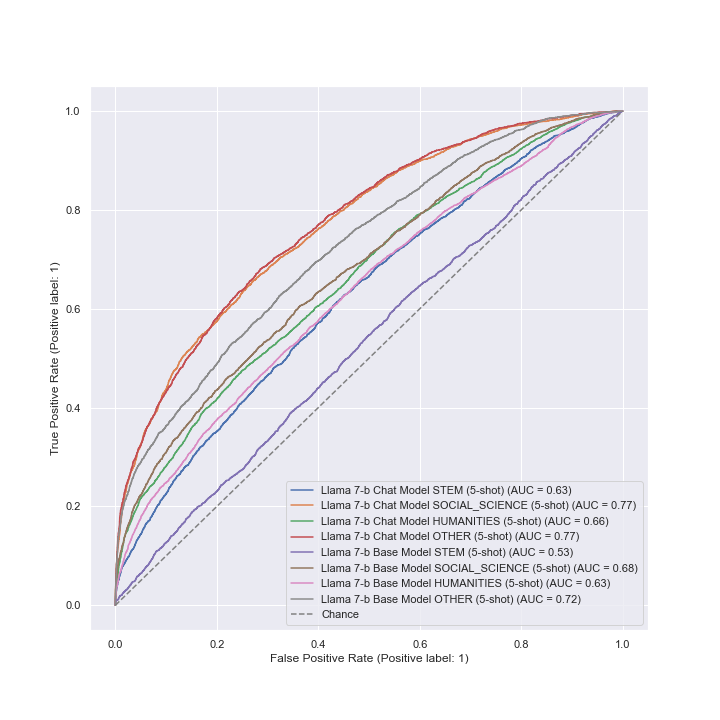 1.0
0.8
0.6
0.4
0.2
0.0
True Positive Rate (Positive label: 1)
Llama 7-b Chat Model STEM (5-shot) (AUC = 0.63)
Llama 7-b Chat Model SOCIAL_SCIENCE (5-shot) (AUC = 0.77)
Llama 7-b Chat Model HUMANITIES (5-shot) (AUC = 0.66)
Llama 7-b Chat Model OTHER (5-shot) (AUC = 0.77)
Llama 7-b Base Model STEM (5-shot) (AUC = 0.53)
Llama 7-b Base Model SOCIAL_SCIENCE (5-shot) (AUC = 0.68)
Llama 7-b Base Model HUMANITIES (5-shot) (AUC = 0.63)
Llama 7-b Base Model OTHER (5-shot) (AUC = 0.72)
Chance
0.0 0.2 0.4 0.6 0.8 1.0
False Positive Rate (Positive label: 1)